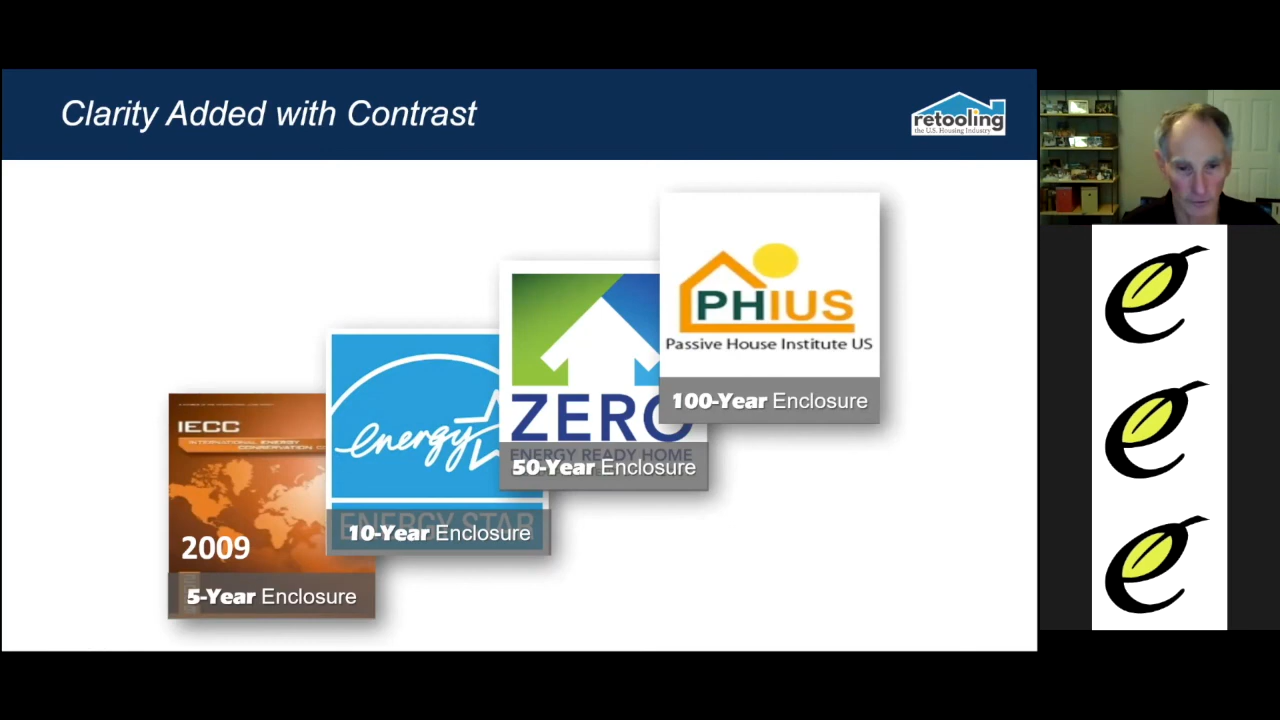 Clarity Added with Contrast
retooling
the U.S. Housing Industry
PHIUS
Passive House Institute US
100-Year Enclosure
ZERO
ENERGY READY HOME
50-Year Enclosure
energy
ENERGY STAR
10-Year Enclosure
IECC
INTERNATIONAL ENERGY
CONSERVATION
2009
5-Year Enclosure
e
e
e